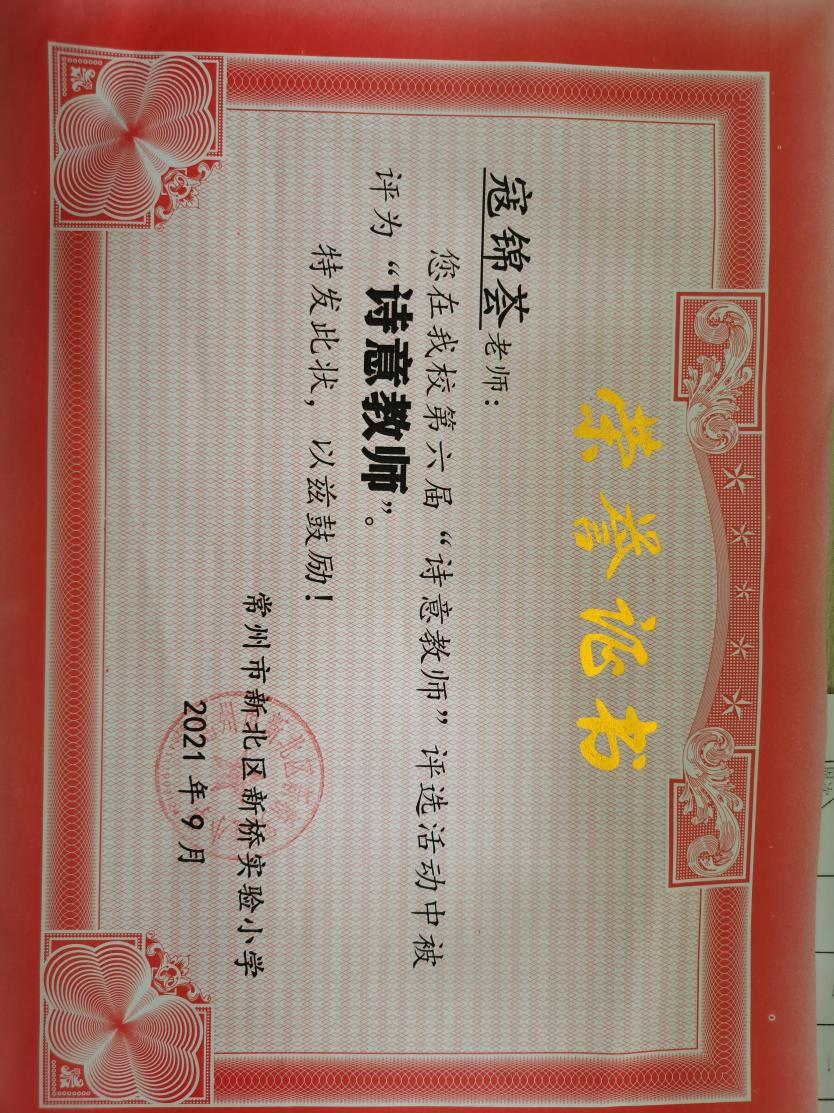 荣誉证书
寇锦荟老师：
您在我校第六届“诗意教师”评选活动中被
评为“诗意教师”。
特发此状，以兹鼓励！
常州市新北区新桥实验小学
2021年9月